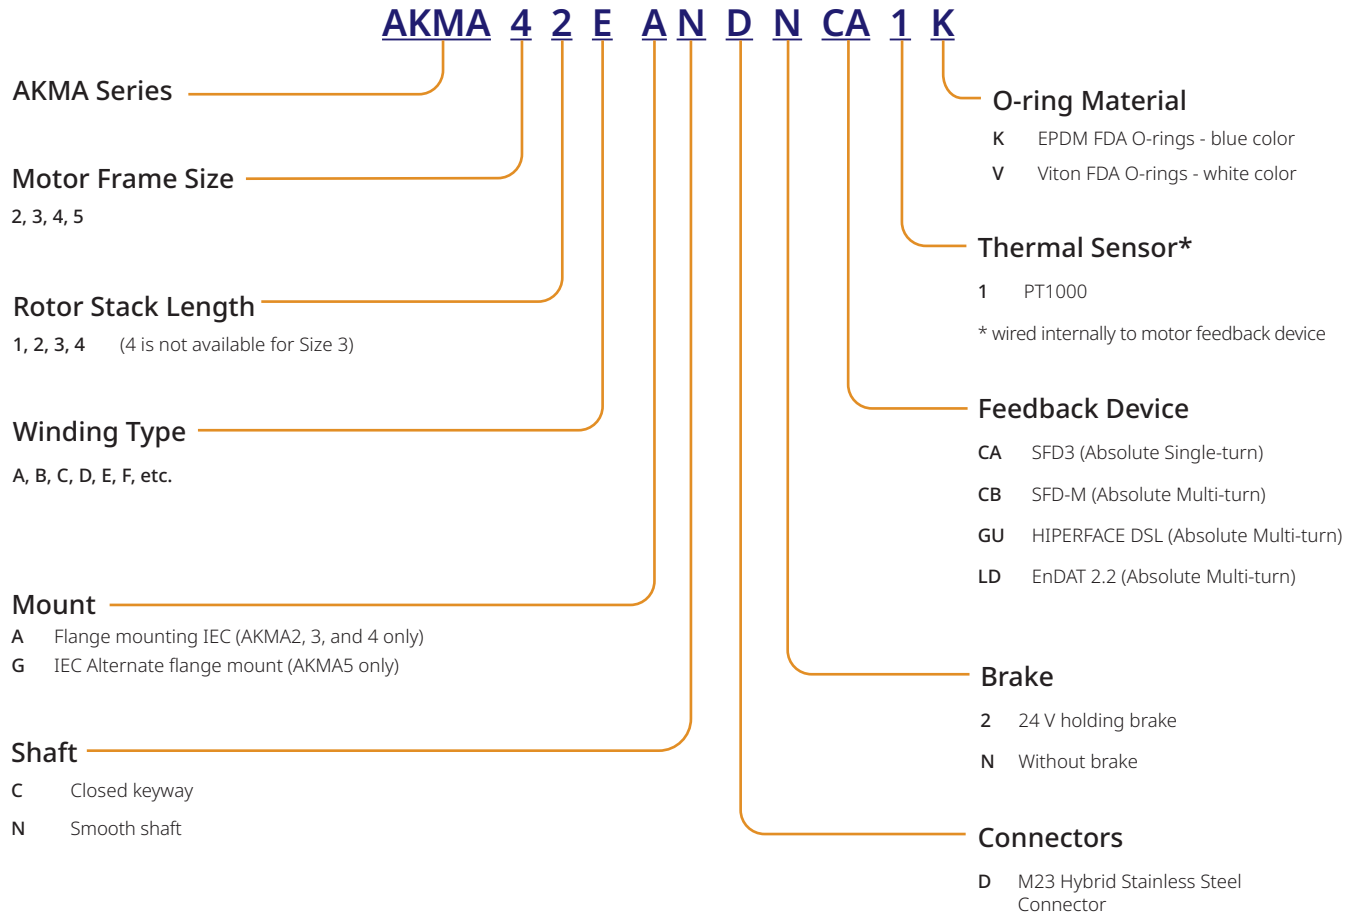 AKMA 4 2 E A N D N CA 1 K
AKMA Series
Motor Frame Size
2, 3, 4, 5
Rotor Stack Length
1, 2, 3, 4 (4 is not available for Size 3)
Winding Type
A, B, C, D, E, F, etc.
Mount
A Flange mounting IEC (AKMA2, 3, and 4 only)
G IEC Alternate flange mount (AKMA5 only)
Shaft
C Closed keyway
N Smooth shaft
O-ring Material
K EPDM FDA O-rings - blue color
V Viton FDA O-rings - white color
Thermal Sensor*
1 PT1000
* wired internally to motor feedback device
Feedback Device
CA SFD3 (Absolute Single-turn)
CB SFD-M (Absolute Multi-turn)
GU HIPERFACE DSL (Absolute Multi-turn)
LD EnDAT 2.2 (Absolute Multi-turn)
Brake
2 24 V holding brake
N Without brake
Connectors
D M23 Hybrid Stainless Steel
Connector